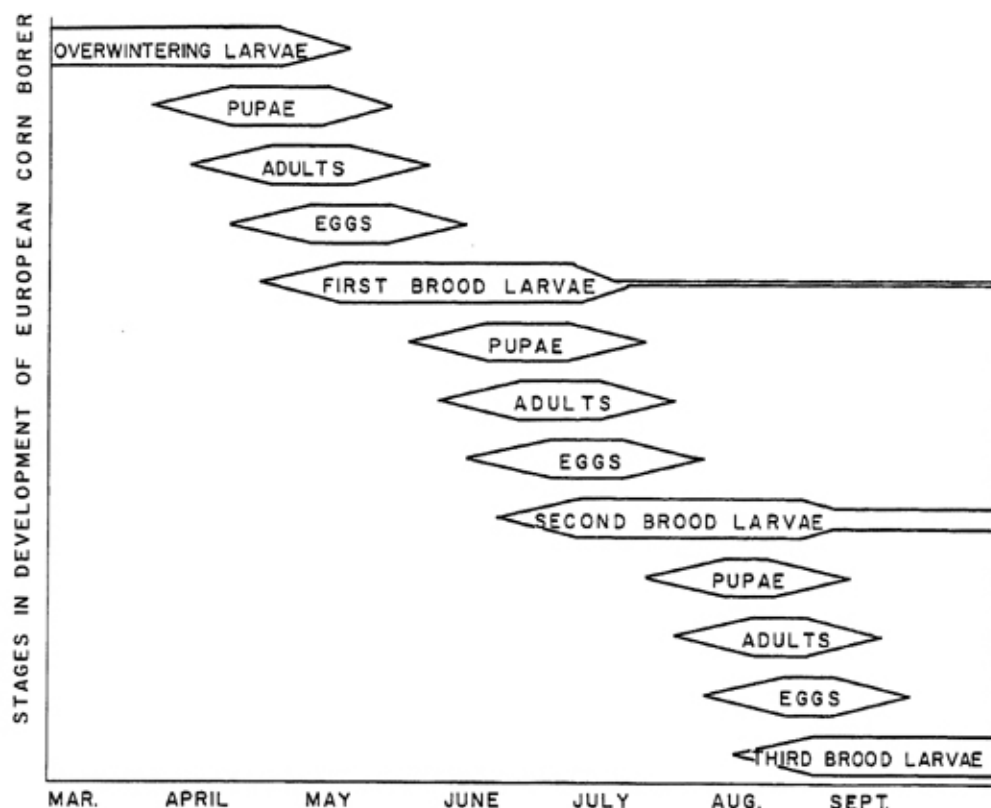 STAGES IN DEVELOPMENT OF EUROPEAN CORN BORER
OVERWINTERING LARVAE
PUPAE
ADULTS
EGGS
FIRST BROOD LARVAE
PUPAE
ADULTS
EGGS
SECOND BROOD LARVAE
PUPAE
ADULTS
EGGS
THIRD BROOD LARVAE
MAR. APRIL MAY JUNE JULY AUG. SEPT.